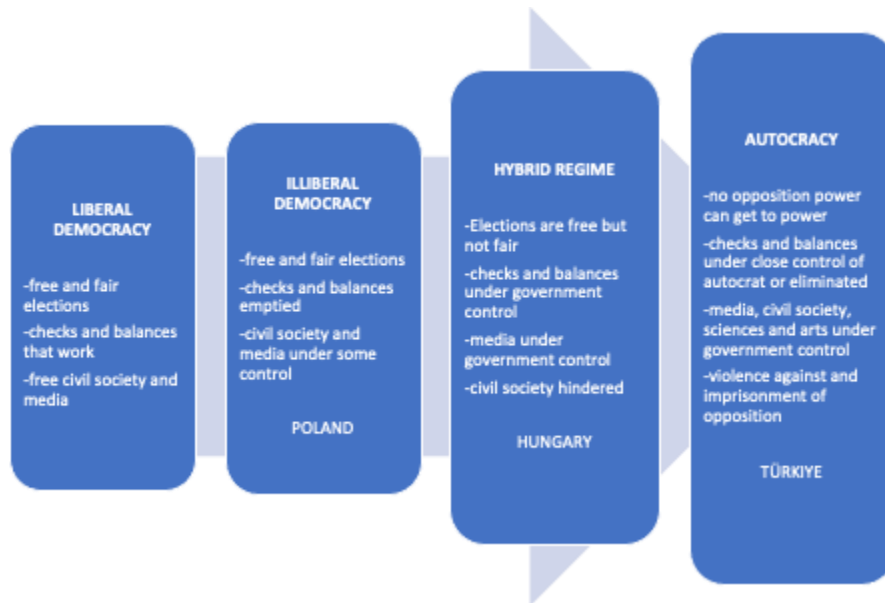 LIBERAL
DEMOCRACY
-free and fair
elections
-checks and balances
that work
-free civil society and
media
ILLIBERAL
DEMOCRACY
-free and fair elections
-checks and balances
emptied
-civil society and
media under some
control
POLAND
HYBRID REGIME
-Elections are free but
not fair
-checks and balances
under government
control
-media under
government control
-civil society hindered
HUNGARY
AUTOCRACY
-no opposition power
can get to power
-checks and balances
under close control of
autocrat or eliminated
-media, civil society,
sciences and arts under
government control
-violence against and
imprisonment of
opposition
TÜRKIYE